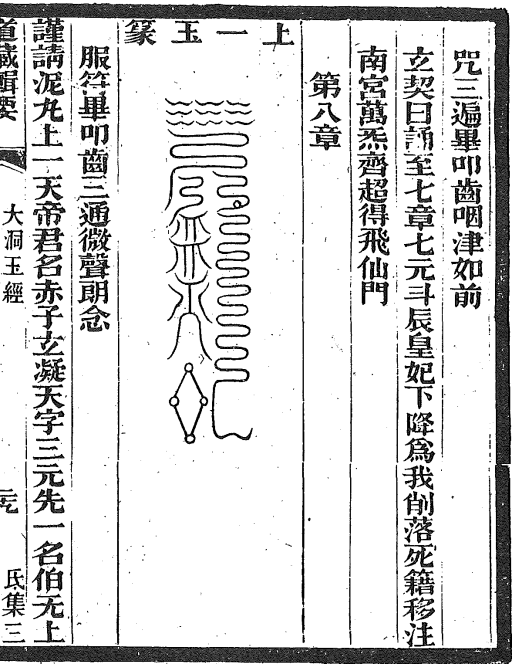 咒三遍畢叩齒咽津如前
立契曰誦至七章七元斗辰皇妃下降爲我削落死籍移注
南宮萬炁齊超得飛仙門
第八章
上一玉篆
服符畢叩齒三通微聲朗念
謹請泥丸上一天帝君名赤子玄凝天字三元先一名伯无上
道藏輯要
大洞玉經
氐集三